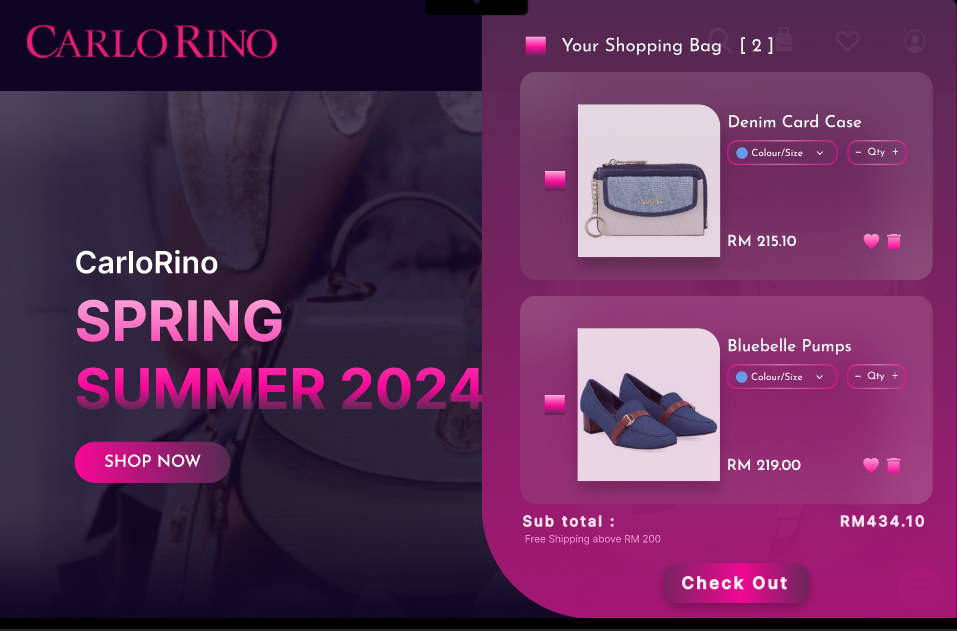 CARLO RINO
Your Shopping Bag [ 2 ]
CarloRino
SPRING
SUMMER 2024
SHOP NOW
Denim Card Case
Colour/Size
− Qty +
RM 215.10
Bluebelle Pumps
Colour/Size
− Qty +
RM 219.00
Sub total :
RM434.10
Free Shipping above RM 200
Check Out